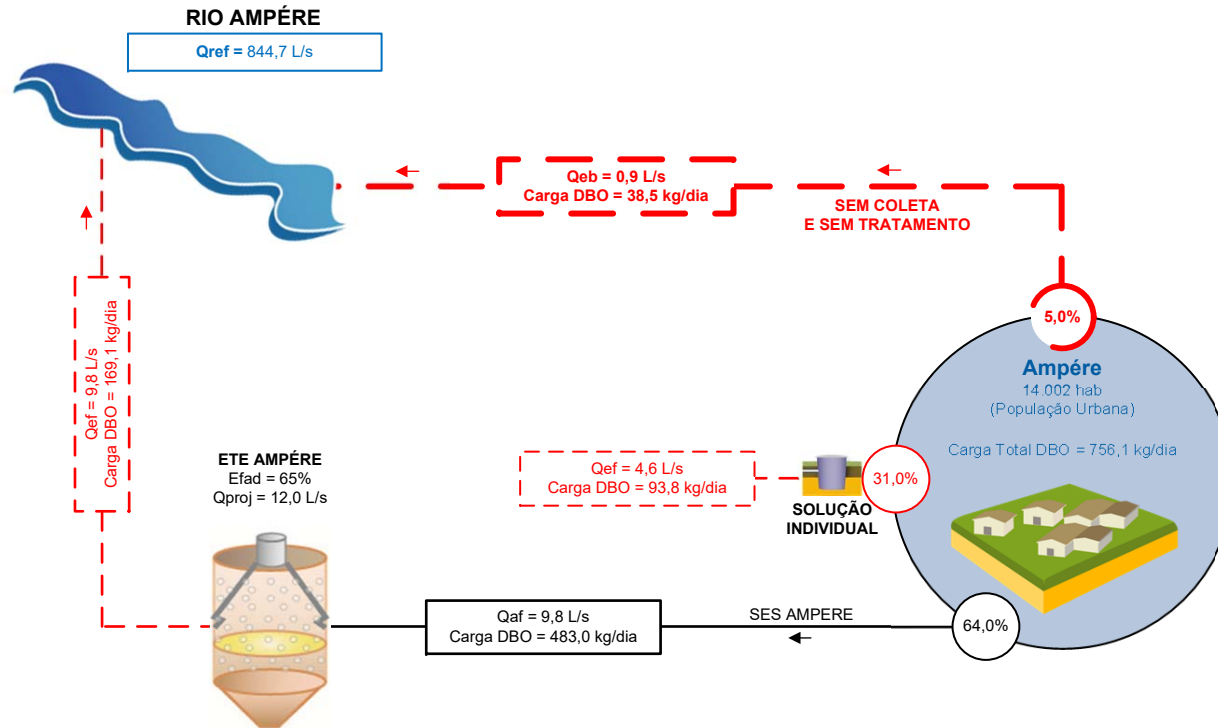 RIO AMPÉRE
Qref = 844,7 L/s
Qeb = 0,9 L/s
Carga DBO = 38,5 kg/dia
SEM COLETA
E SEM TRATAMENTO
5,0%
Ampére
14.002 hab
(População Urbana)
Carga Total DBO = 756,1 kg/dia
Qef = 9,8 L/s
Carga DBO = 169,1 kg/dia
ETE AMPÉRE
Efad = 65%
Qproj = 12,0 L/s
Qef = 4,6 L/s
Carga DBO = 93,8 kg/dia
31,0%
SOLUÇÃO
INDIVIDUAL
Qaf = 9,8 L/s
Carga DBO = 483,0 kg/dia
SES AMPERE
64,0%